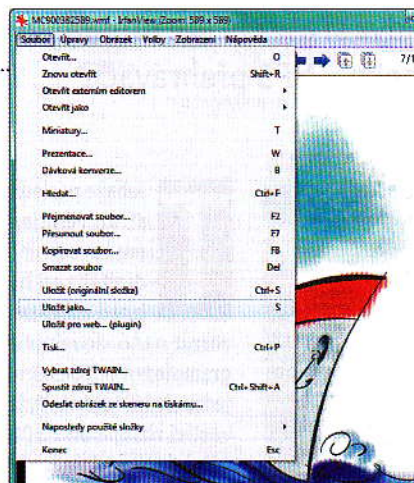 MC900382589.wmf - IrfanView (Zoom: 589 x 589)
Soubor Úpravy Obrázek Volby Zobrazení Nápověda
7/1
Otevřít... O
Znovu otevřít Shift+R
Otevřít externím editorem
Otevřít jako
Miniatury... T
Prezentace... W
Dávková konverze... B
Hledat... Ctrl+F
Přejmenovat soubor... F2
Přesunout soubor... F7
Kopírovat soubor... F8
Smazat soubor Del
Uložit (originální složka) Ctrl+S
Uložit jako... S
Uložit pro web... (plugin)
Tisk... Ctrl+P
Vybrat zdroj TWAIN...
Spustit zdroj TWAIN... Ctrl+Shift+A
Odeslat obrázek ze skeneru na tiskárnu...
Naposledy použité složky
Konec Esc